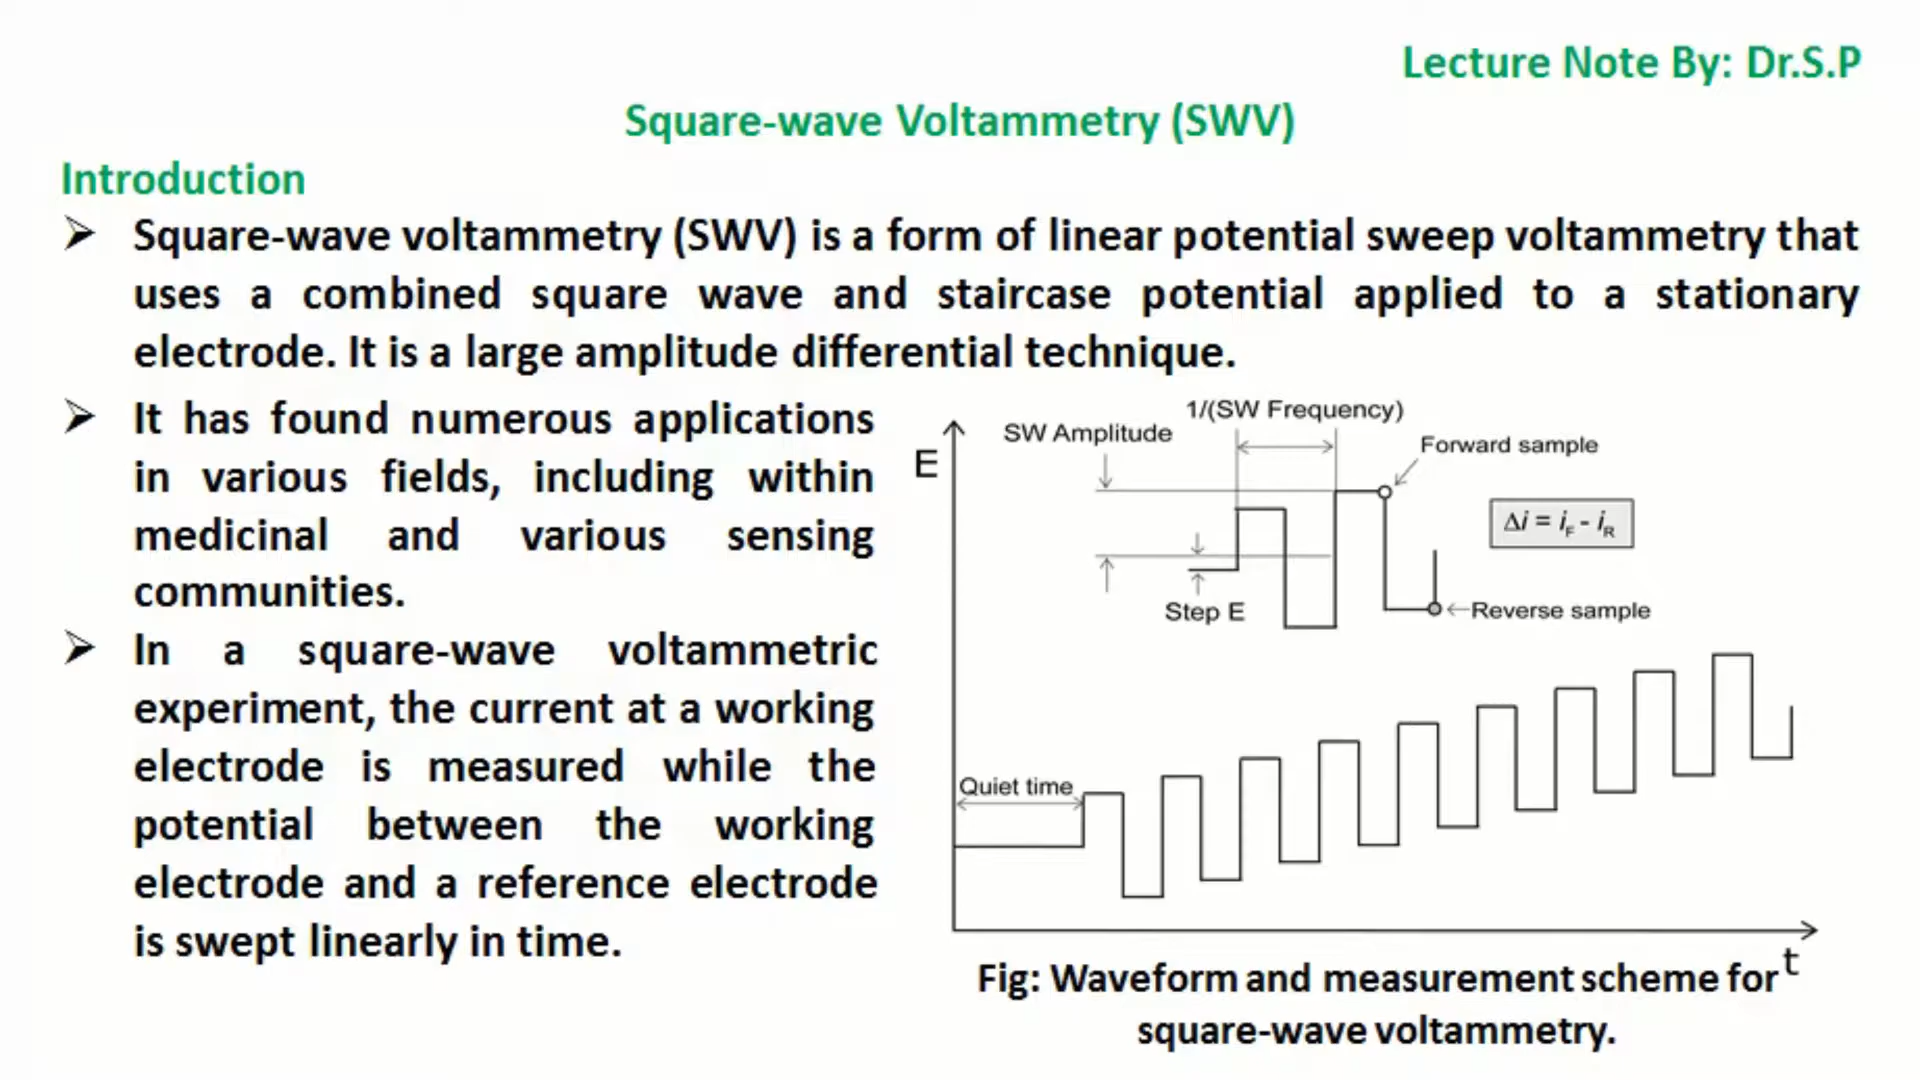 Lecture Note By: Dr.S.P
Square-wave Voltammetry (SWV)
Introduction
➢ Square-wave voltammetry (SWV) is a form of linear potential sweep voltammetry that
uses a combined square wave and staircase potential applied to a stationary
electrode. It is a large amplitude differential technique.
➢ It has found numerous applications
in various fields, including within
medicinal and various sensing
communities.
➢ In a square-wave voltammetric
experiment, the current at a working
electrode is measured while the
potential between the working
electrode and a reference electrode
is swept linearly in time.
1/(SW Frequency)
SW Amplitude
Forward sample
E
Δi = iF - iR
Step E
Reverse sample
Quiet time
t
Fig: Waveform and measurement scheme for
square-wave voltammetry.